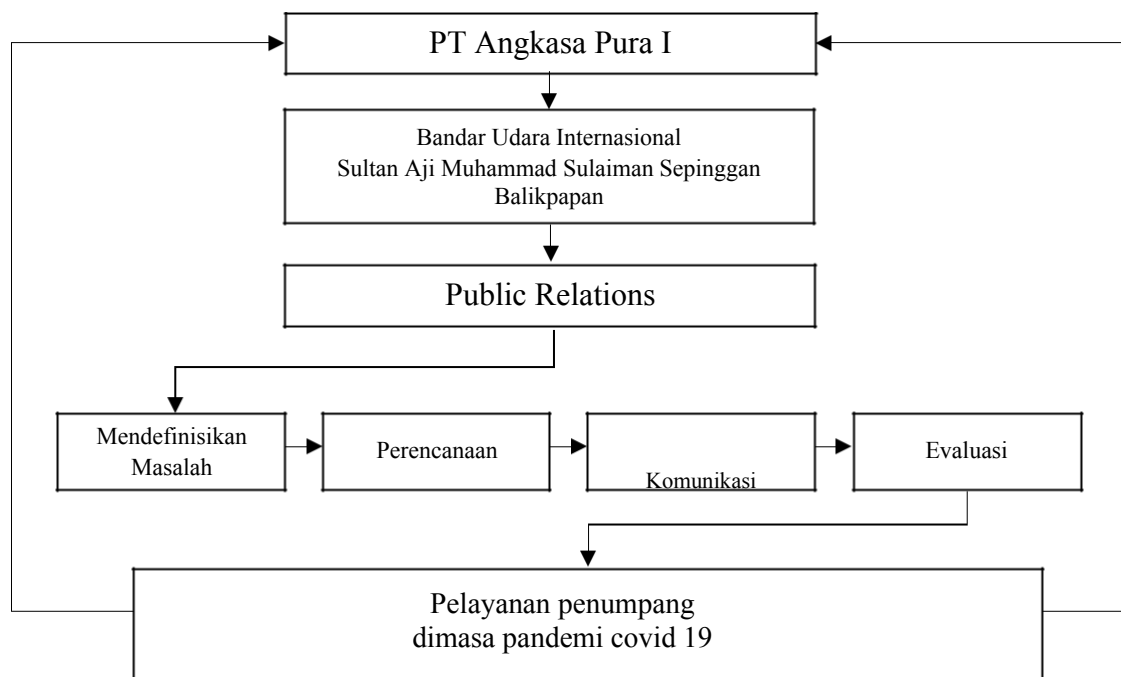 PT Angkasa Pura I
Bandar Udara Internasional
Sultan Aji Muhammad Sulaiman Sepinggan
Balikpapan
Public Relations
Mendefinisikan
Masalah
Perencanaan
Komunikasi
Evaluasi
Pelayanan penumpang
dimasa pandemi covid 19